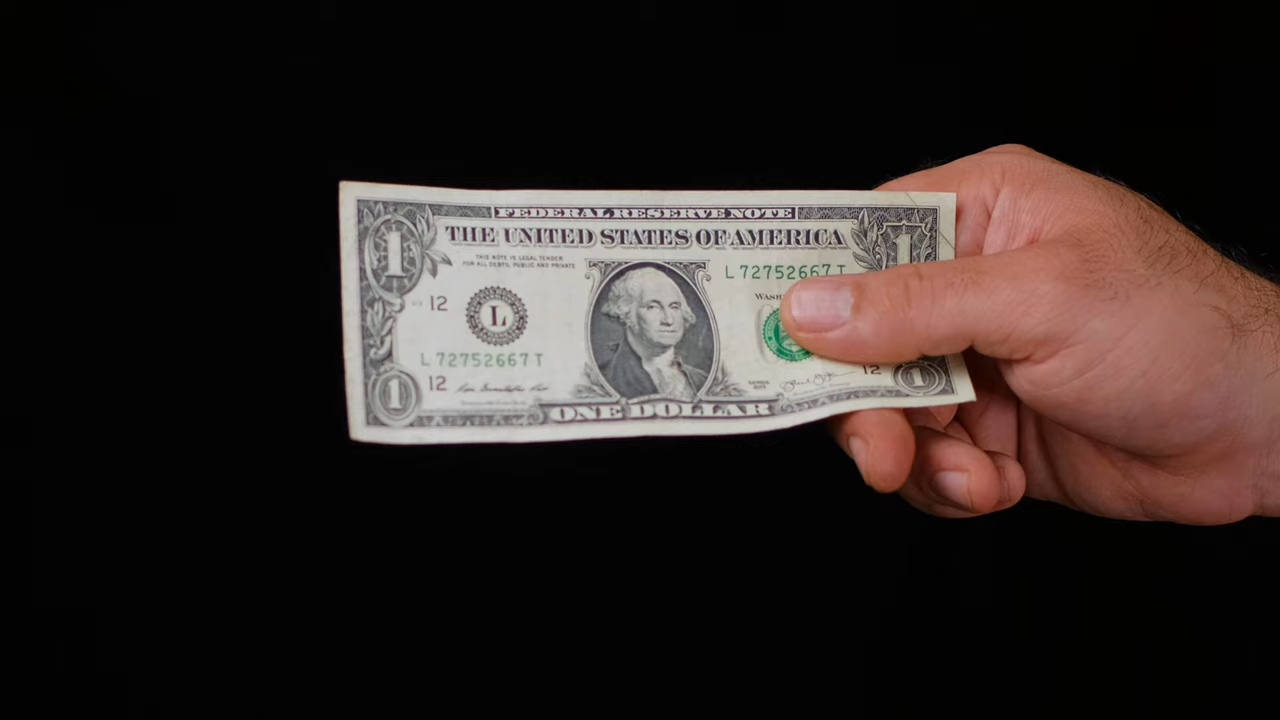 FEDERAL RESERVE NOTE
THE UNITED STATES OF AMERICA
1
1
THIS NOTE IS LEGAL TENDER
FOR ALL DEBTS, PUBLIC AND PRIVATE
L 72752667 T
12
L
L 72752667 T
12
SERIES
12
1
ONE DOLLAR
1